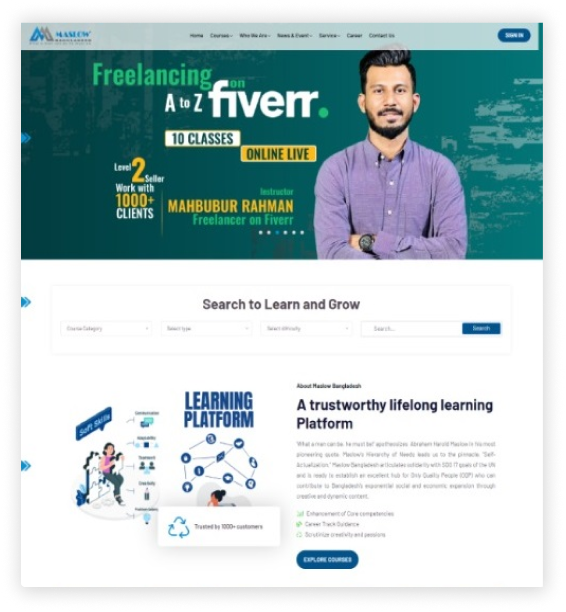 MASLOW
Home Courses Who We Are News & Event Service Career Contact Us
SIGN IN
Freelancing on
A to Z fiverr.
10 CLASSES
ONLINE LIVE
Level 2 Seller
Work with
1000+
CLIENTS
Instructor
MAHBUBUR RAHMAN
Freelancer on Fiverr
Search to Learn and Grow
Course Category Select type Select difficulty Search... Search
Soft Skills
Communication
Adaptability
Teamwork
Creativity
LEARNING
PLATFORM
Trusted by 1000+ customers
About Maslow Bangladesh
A trustworthy lifelong learning
Platform
'What a man can be, he must be!' apothesizes Abraham Harold Maslow in his most
pioneering quote. Maslow's Hierarchy of Needs leads us to the pinnacle, "Self-
Actualization." Maslow Bangladesh articulates solidarity with SDG 17 goals of the UN
and is ready to establish an excellent hub for Only Quality People (OQP) who can
contribute to Bangladesh's exponential social and economic expansion through
creative and dynamic content.
Enhancement of Core competencies
Career Track Guidance
Scrutinize creativity and passions
EXPLORE COURSES